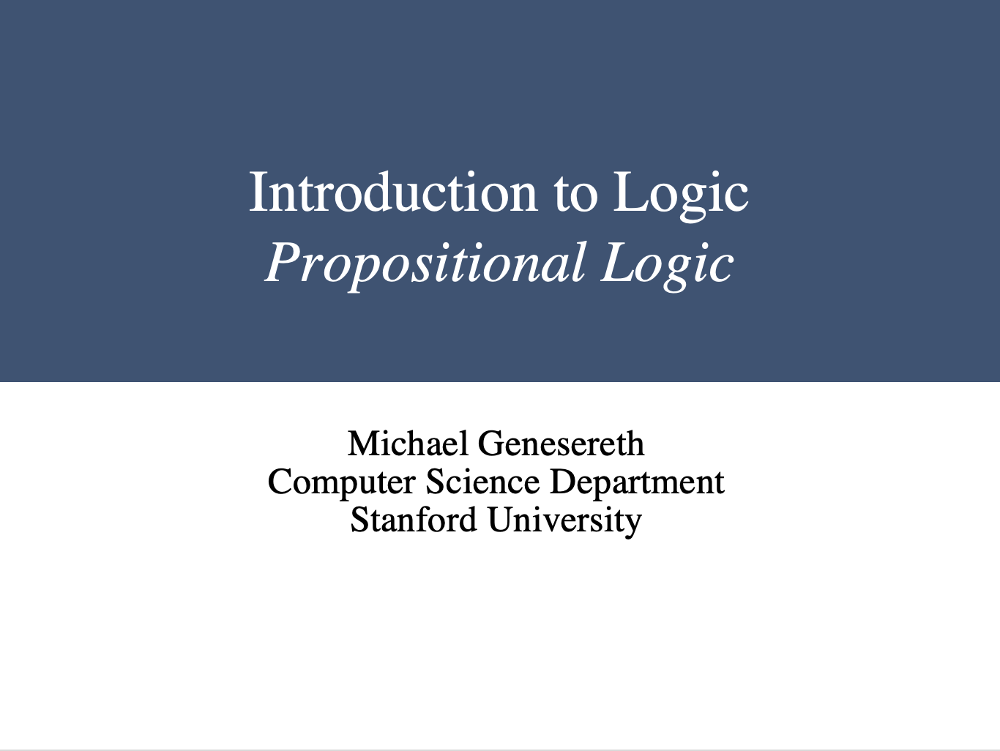 Introduction to Logic
Propositional Logic
Michael Genesereth
Computer Science Department
Stanford University